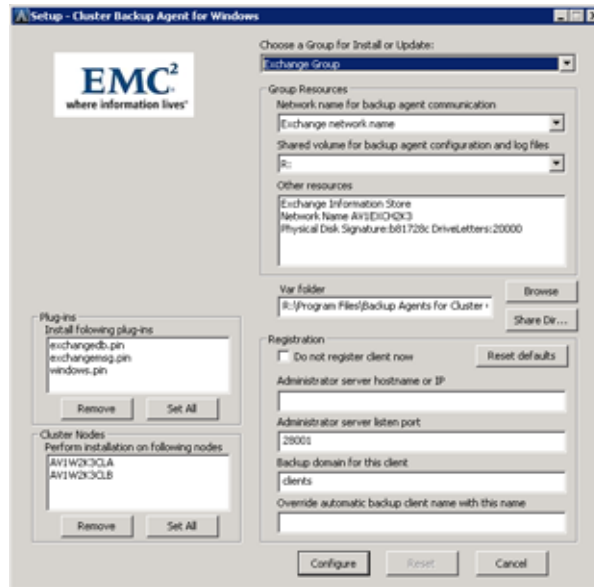 Setup - Cluster Backup Agent for Windows
EMC²
where information lives®
Choose a Group for Install or Update:
Exchange Group
Group Resources
Network name for backup agent communication
Exchange network name
Shared volume for backup agent configuration and log files
R:
Other resources
Exchange Information Store
Network Name AV1EXCH2K3
Physical Disk Signature:b81728c DriveLetters:20000
Var folder
R:\Program Files\Backup Agents for Cluster
Browse
Share Dir...
Plug-ins
Install folowing plug-ins
exchangedb.pin
exchangemsg.pin
windows.pin
Remove
Set All
Cluster Nodes
Perform installation on following nodes
AV1W2K3CLA
AV1W2K3CLB
Remove
Set All
Registration
Do not register client now
Reset defaults
Administrator server hostname or IP
Administrator server listen port
28001
Backup domain for this client
clients
Override automatic backup client name with this name
Configure
Reset
Cancel